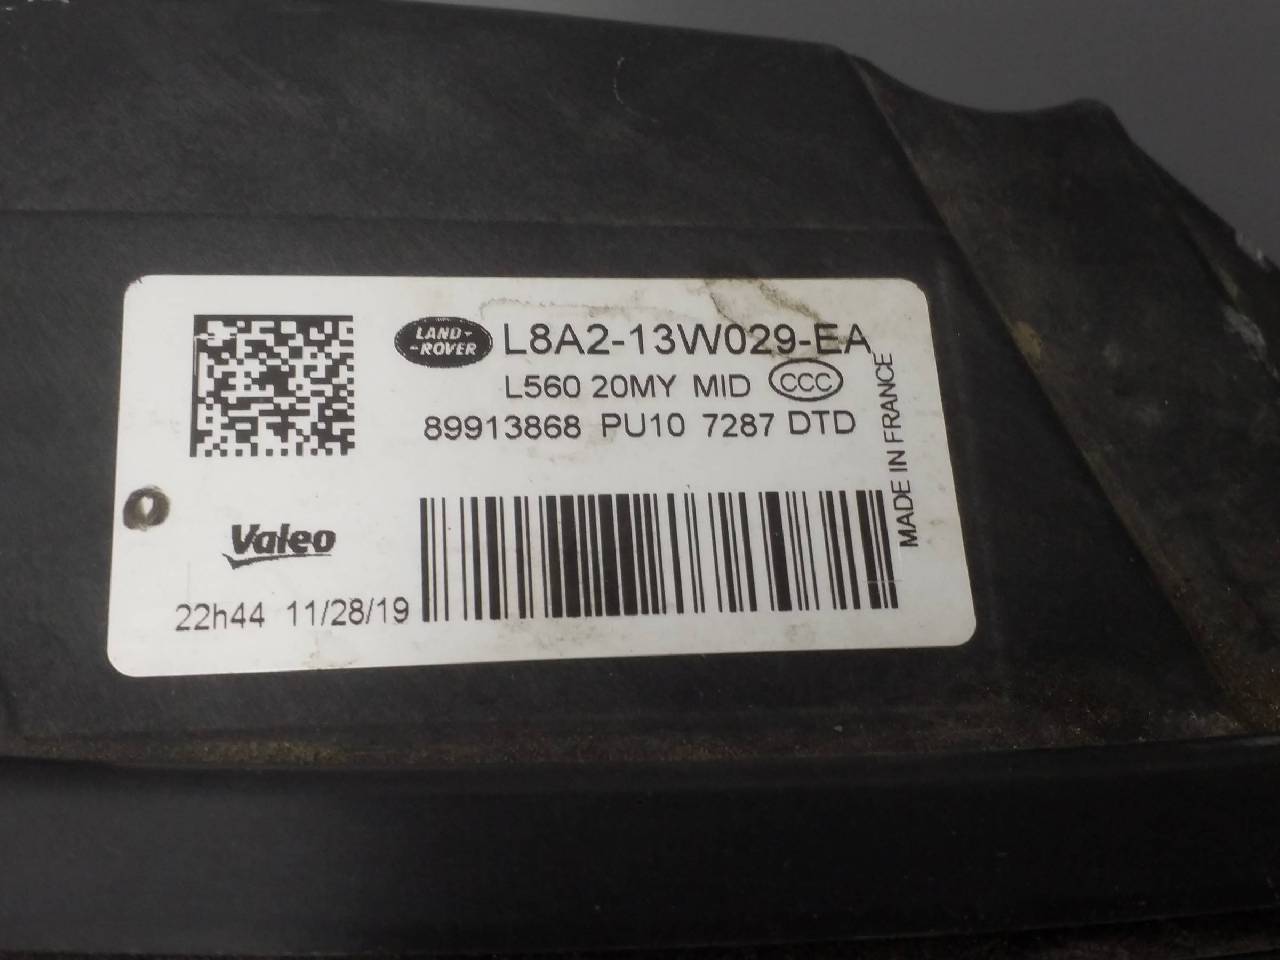 LAND-
-ROVER
L8A2-13W029-EA
L560 20MY MID CCC
89913868 PU10 7287 DTD
MADE IN FRANCE
Valeo
22h44 11/28/19